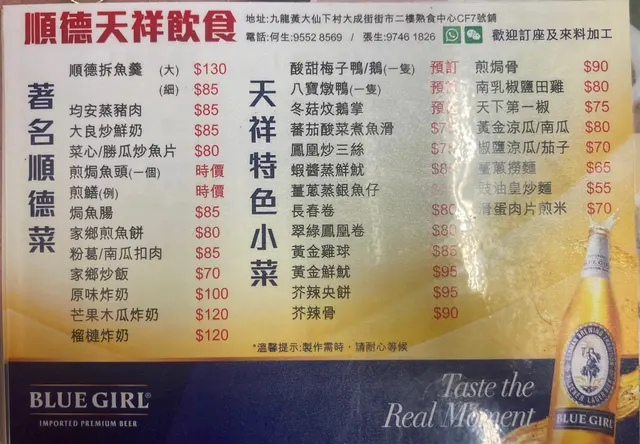 順德天祥飲食
地址:九龍黃大仙下村大成街街市二樓熟食中心CF7號鋪
電話:何生:9552 8569 / 張生:9746 1826 歡迎訂座及來料加工
著名順德菜
順德拆魚羹 (大) $130
(細) $85
均安蒸豬肉 $85
大良炒鮮奶 $85
菜心/勝瓜炒魚片 $80
煎焗魚頭(一個) 時價
煎鱔(例) 時價
焗魚腸 $85
家鄉煎魚餅 $80
粉葛/南瓜扣肉 $85
家鄉炒飯 $70
原味炸奶 $100
芒果木瓜炸奶 $120
榴槤炸奶 $120
天祥特色小菜
酸甜梅子鴨/鵝(一隻) 預訂
八寶燉鴨(一隻) 預
冬菇炆鵝掌 預
蕃茄酸菜煮魚滑
鳳凰炒三絲
蝦醬蒸鮮魷
薑蔥蒸銀魚仔
長春卷 $80
翠綠鳳凰卷 $80
黃金雞球 $85
黃金鮮魷 $95
芥辣央餅 $95
芥辣骨 $90
煎焗骨 $90
南乳椒鹽田雞 $80
天下第一椒 $75
黃金涼瓜/南瓜 $80
椒鹽涼瓜/茄子 $70
薑蔥撈麵 $65
豉油皇炒麵 $55
滑蛋肉片煎米 $70
*溫馨提示:製作需時，請耐心等候
BLUE GIRL®
IMPORTED PREMIUM BEER
Taste the
Real Moment
BLUE GIRL